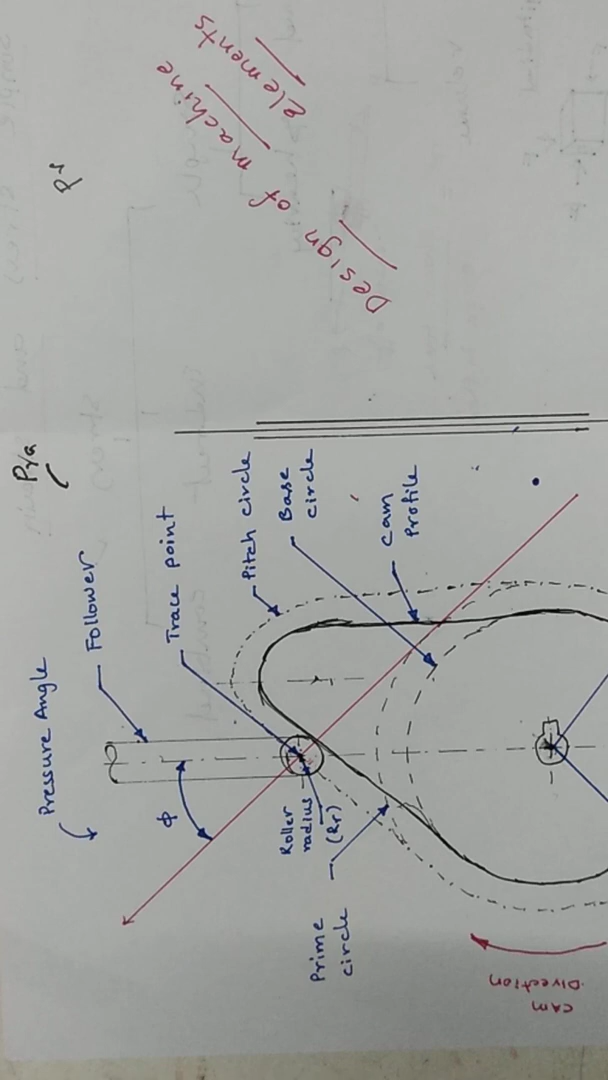 Design of machine
elements
Pra
Pressure Angle
Follower
Trace point
Pitch circle
Base
circle
cam
Profile
ϕ
Roller
radius
(Rr)
Prime
circle
CAM
Direction